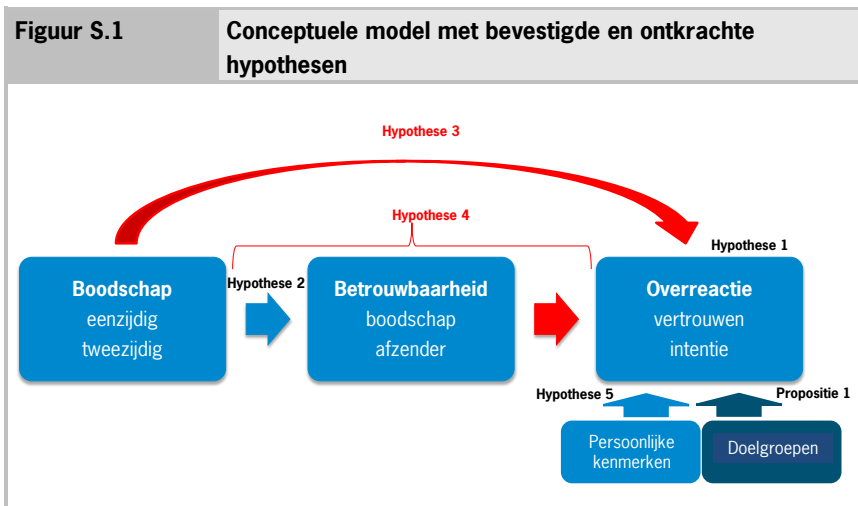 Figuur S.1
Conceptuele model met bevestigde en ontkrachte
hypothesen
Hypothese 3
Hypothese 4
Hypothese 1
Boodschap
eenzijdig
tweezijdig
Hypothese 2
Betrouwbaarheid
boodschap
afzender
Overreactie
vertrouwen
intentie
Hypothese 5
Propositie 1
Persoonlijke
kenmerken
Doelgroepen